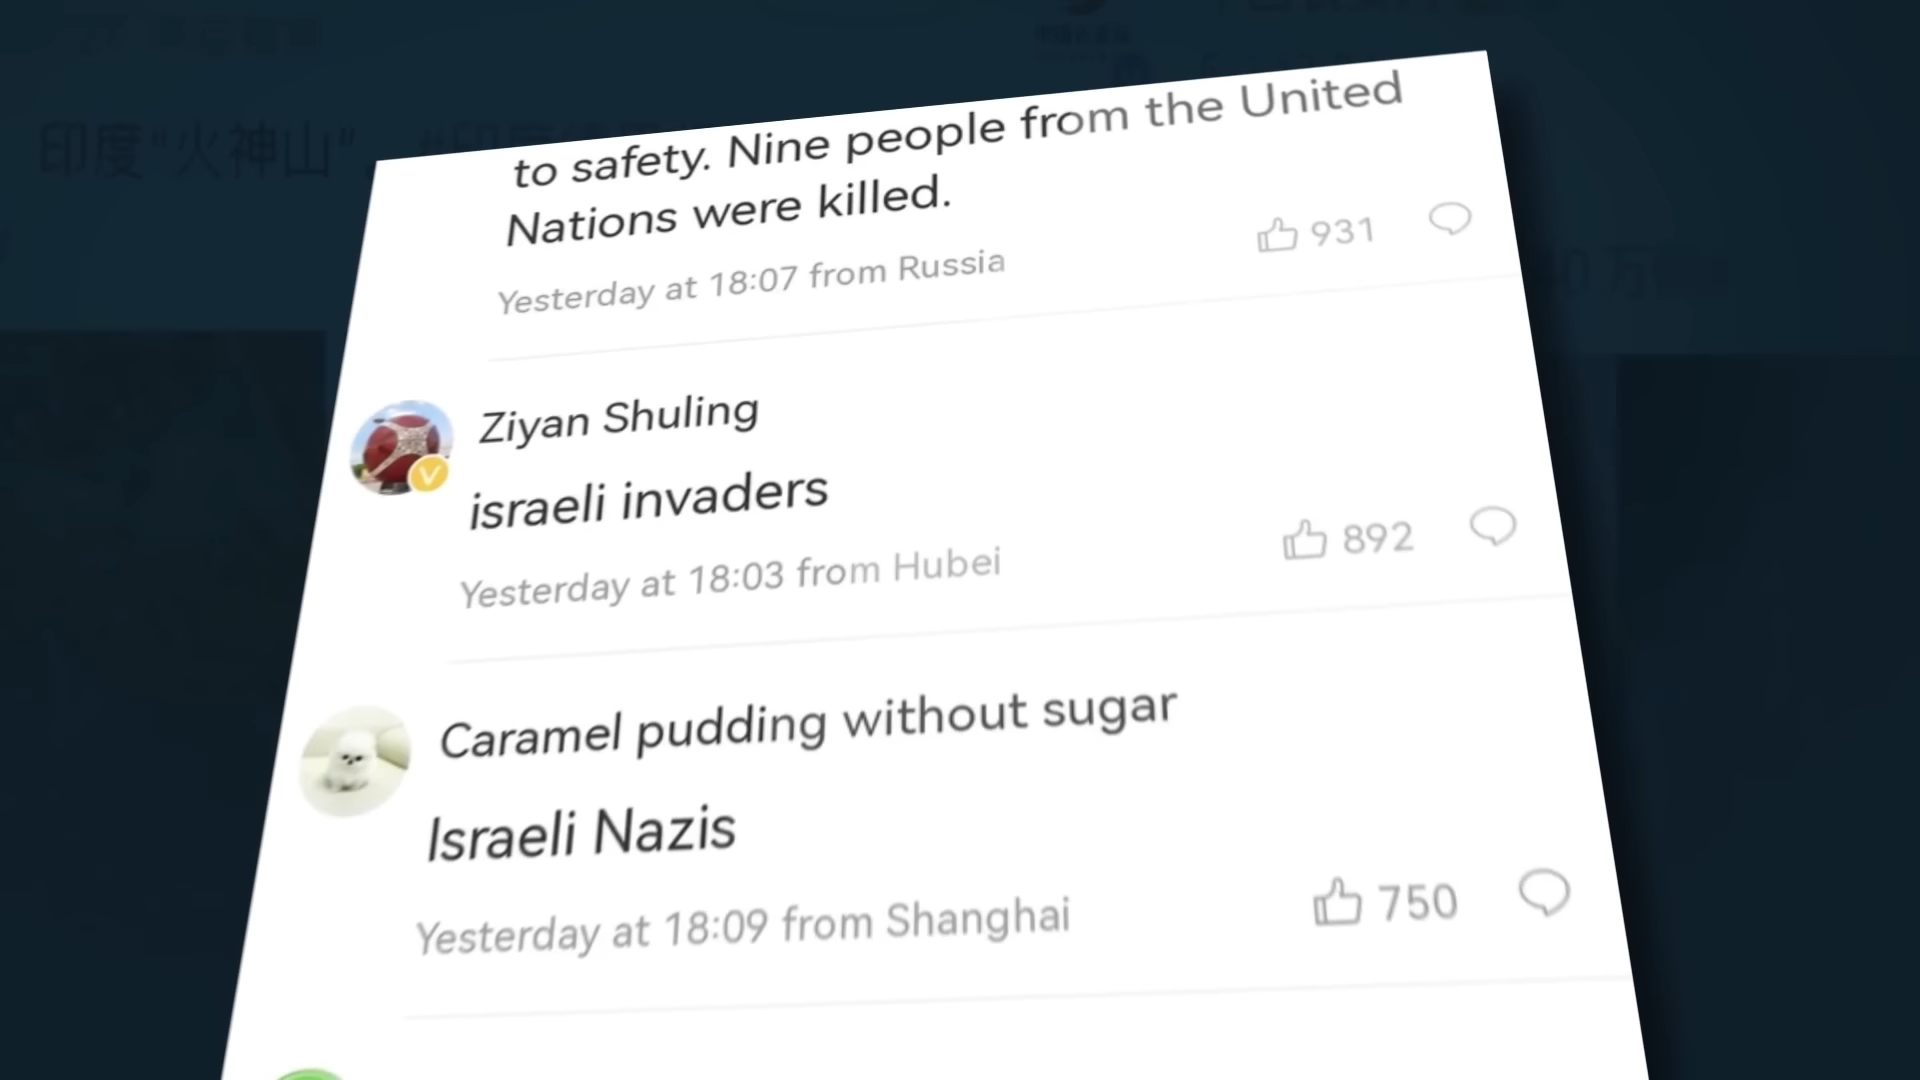 印度“火神山”
to safety. Nine people from the United
Nations were killed.
Yesterday at 18:07 from Russia
931
Ziyan Shuling
israeli invaders
Yesterday at 18:03 from Hubei
892
Caramel pudding without sugar
Israeli Nazis
Yesterday at 18:09 from Shanghai
750